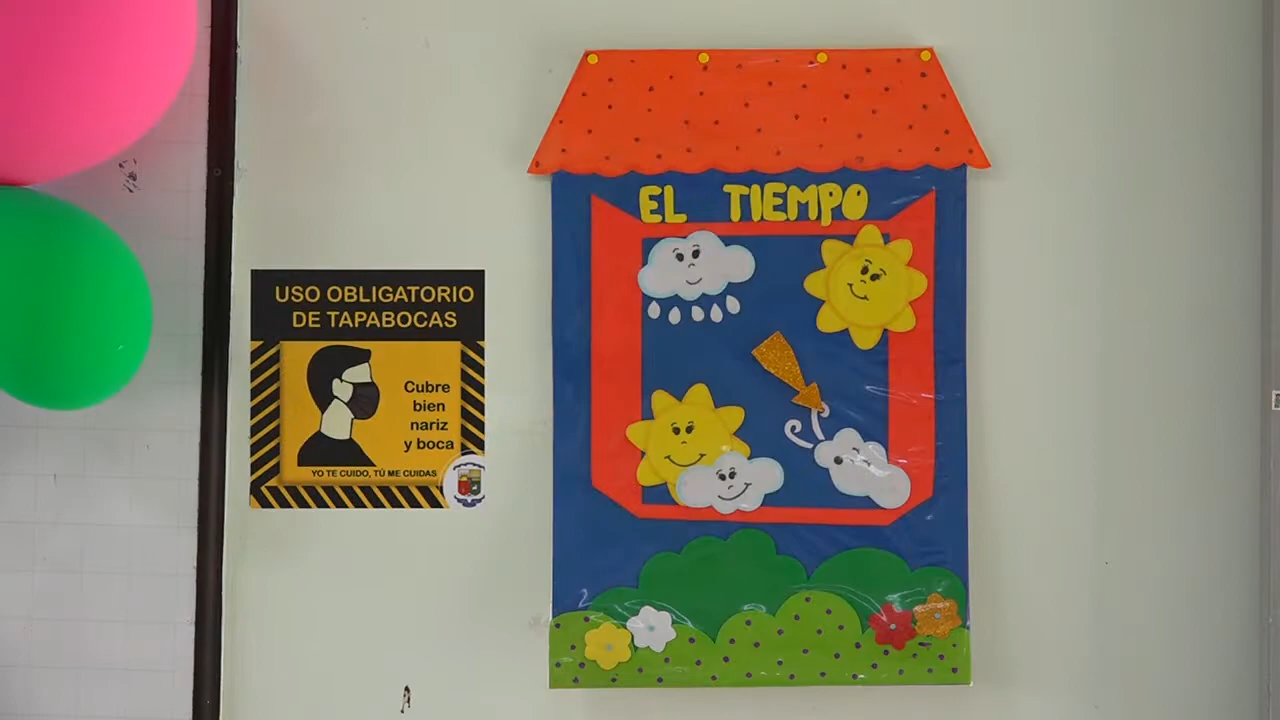 USO OBLIGATORIO
DE TAPABOCAS
Cubre
bien
nariz
y boca
YO TE CUIDO, TÚ ME CUIDAS
EL TIEMPO